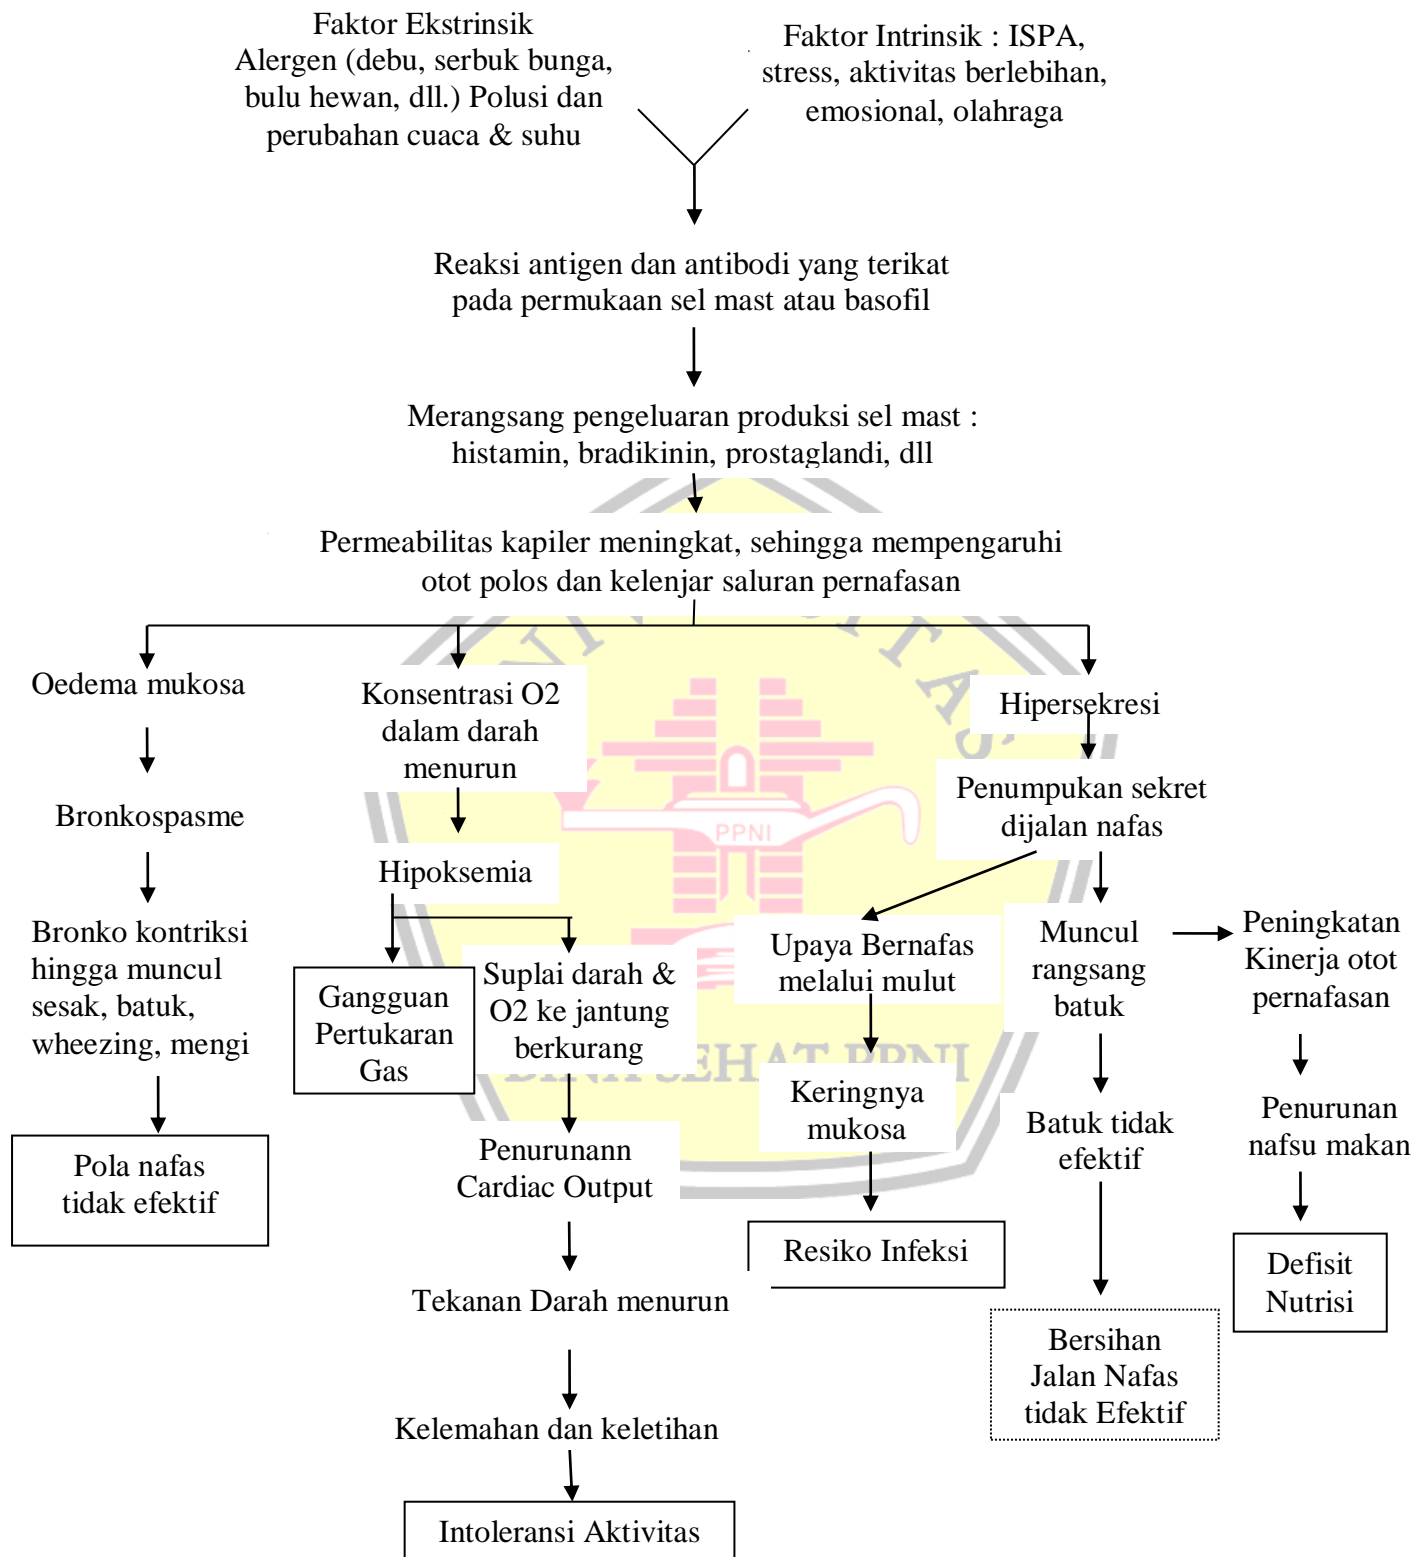 Faktor Ekstrinsik
Alergen (debu, serbuk bunga,
bulu hewan, dll.) Polusi dan
perubahan cuaca & suhu
Faktor Intrinsik : ISPA,
stress, aktivitas berlebihan,
emosional, olahraga
Reaksi antigen dan antibodi yang terikat
pada permukaan sel mast atau basofil
Merangsang pengeluaran produksi sel mast :
histamin, bradikinin, prostaglandi, dll
Permeabilitas kapiler meningkat, sehingga mempengaruhi
otot polos dan kelenjar saluran pernafasan
Oedema mukosa
Bronkospasme
Bronko kontriksi
hingga muncul
sesak, batuk,
wheezing, mengi
Pola nafas
tidak efektif
Konsentrasi O2
dalam darah
menurun
Hipoksemia
Gangguan
Pertukaran
Gas
Suplai darah &
O2 ke jantung
berkurang
Penurunann
Cardiac Output
Tekanan Darah menurun
Kelemahan dan keletihan
Intoleransi Aktivitas
Hipersekresi
Penumpukan sekret
dijalan nafas
Upaya Bernafas
melalui mulut
Keringnya
mukosa
Resiko Infeksi
Muncul
rangsang
batuk
Batuk tidak
efektif
Bersihan
Jalan Nafas
tidak Efektif
Peningkatan
Kinerja otot
pernafasan
Penurunan
nafsu makan
Defisit
Nutrisi
PPNI